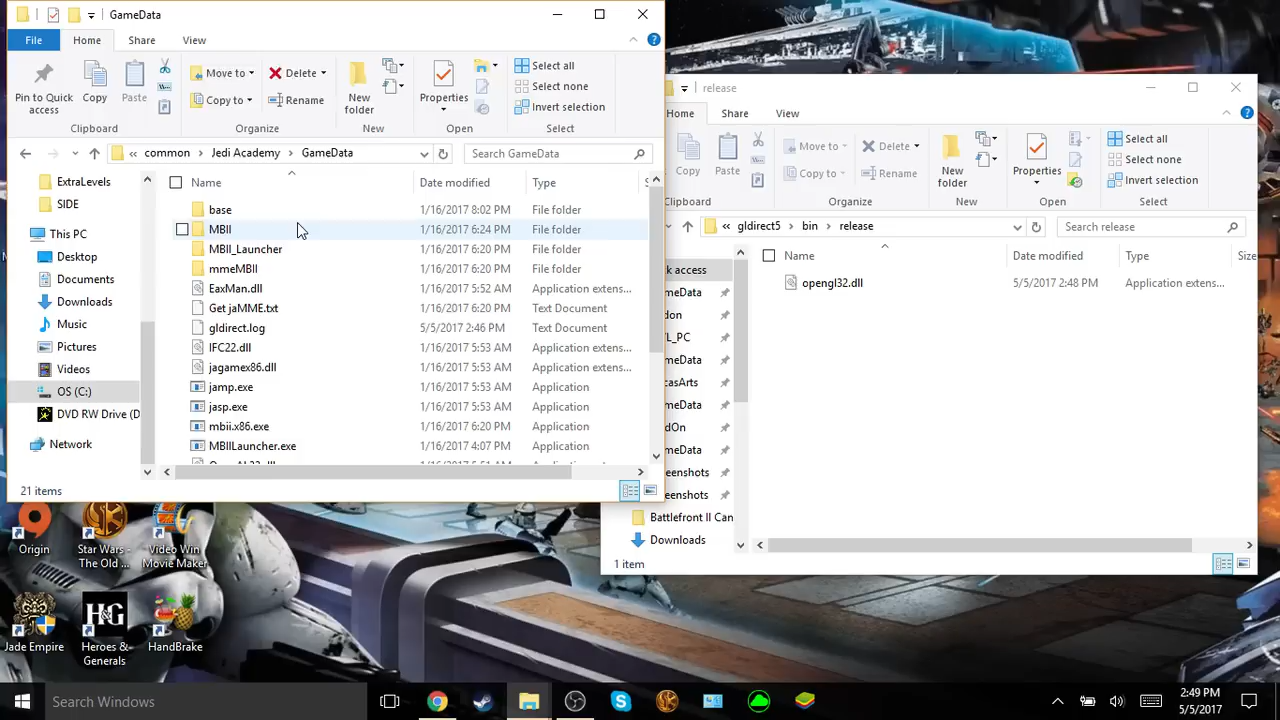 GameData
File
Home
Share
View
Pin to Quick access
Copy
Paste
Clipboard
Move to
Copy to
Delete
Rename
Organize
New folder
New
Properties
Open
Select all
Select none
Invert selection
Select
« common > Jedi Academy > GameData
Search GameData
ExtraLevels
SIDE
This PC
Desktop
Documents
Downloads
Music
Pictures
Videos
OS (C:)
DVD RW Drive (D
Network
Name Date modified Type S
base 1/16/2017 8:02 PM File folder
MBII 1/16/2017 6:24 PM File folder
MBII_Launcher 1/16/2017 6:20 PM File folder
mmeMBII 1/16/2017 6:20 PM File folder
EaxMan.dll 1/16/2017 5:52 AM Application extens...
Get jaMME.txt 1/16/2017 6:20 PM Text Document
gldirect.log 5/5/2017 2:46 PM Text Document
IFC22.dll 1/16/2017 5:53 AM Application extens...
jagamex86.dll 1/16/2017 5:53 AM Application extens...
jamp.exe 1/16/2017 5:53 AM Application
jasp.exe 1/16/2017 5:53 AM Application
mbii.x86.exe 1/16/2017 6:20 PM Application
MBIILauncher.exe 1/16/2017 4:07 PM Application
21 items
release
Home
Share
View
Copy
Paste
Clipboard
Move to
Copy to
Delete
Rename
Organize
New folder
New
Properties
Open
Select all
Select none
Invert selection
Select
« gldirect5 > bin > release
Search release
k access
meData
don
L_PC
meData
casArts
meData
dOn
meData
eenshots
eenshots
Battlefront II Can
Downloads
Name Date modified Type Size
opengl32.dll 5/5/2017 2:48 PM Application extens...
1 item
Origin
Star Wars - The Old ...
Video Win Movie Maker
Jade Empire
Heroes & Generals
HandBrake
H&G
Search Windows
2:49 PM
5/5/2017